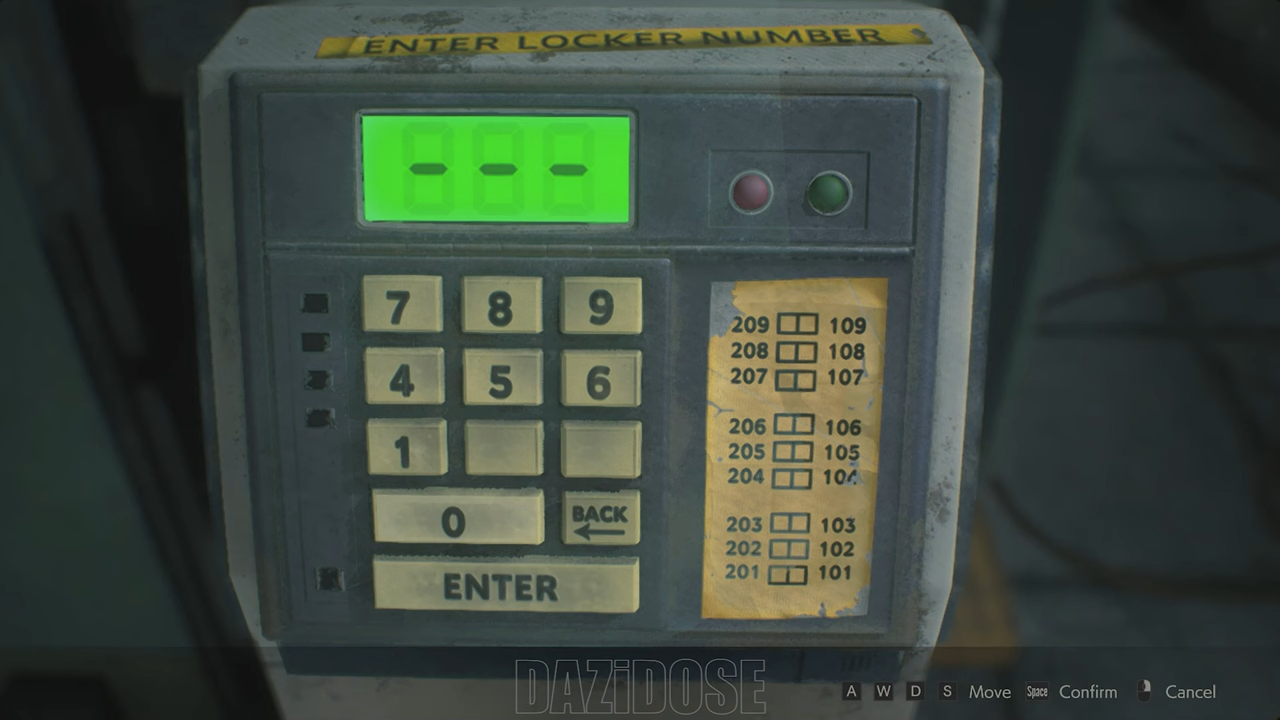 ENTER LOCKER NUMBER
- - -
7 8 9
4 5 6
1
0 BACK
ENTER
209 109
208 108
207 107
206 106
205 105
204 104
203 103
202 102
201 101
DAZiDOSE
A W D S Move Space Confirm Cancel